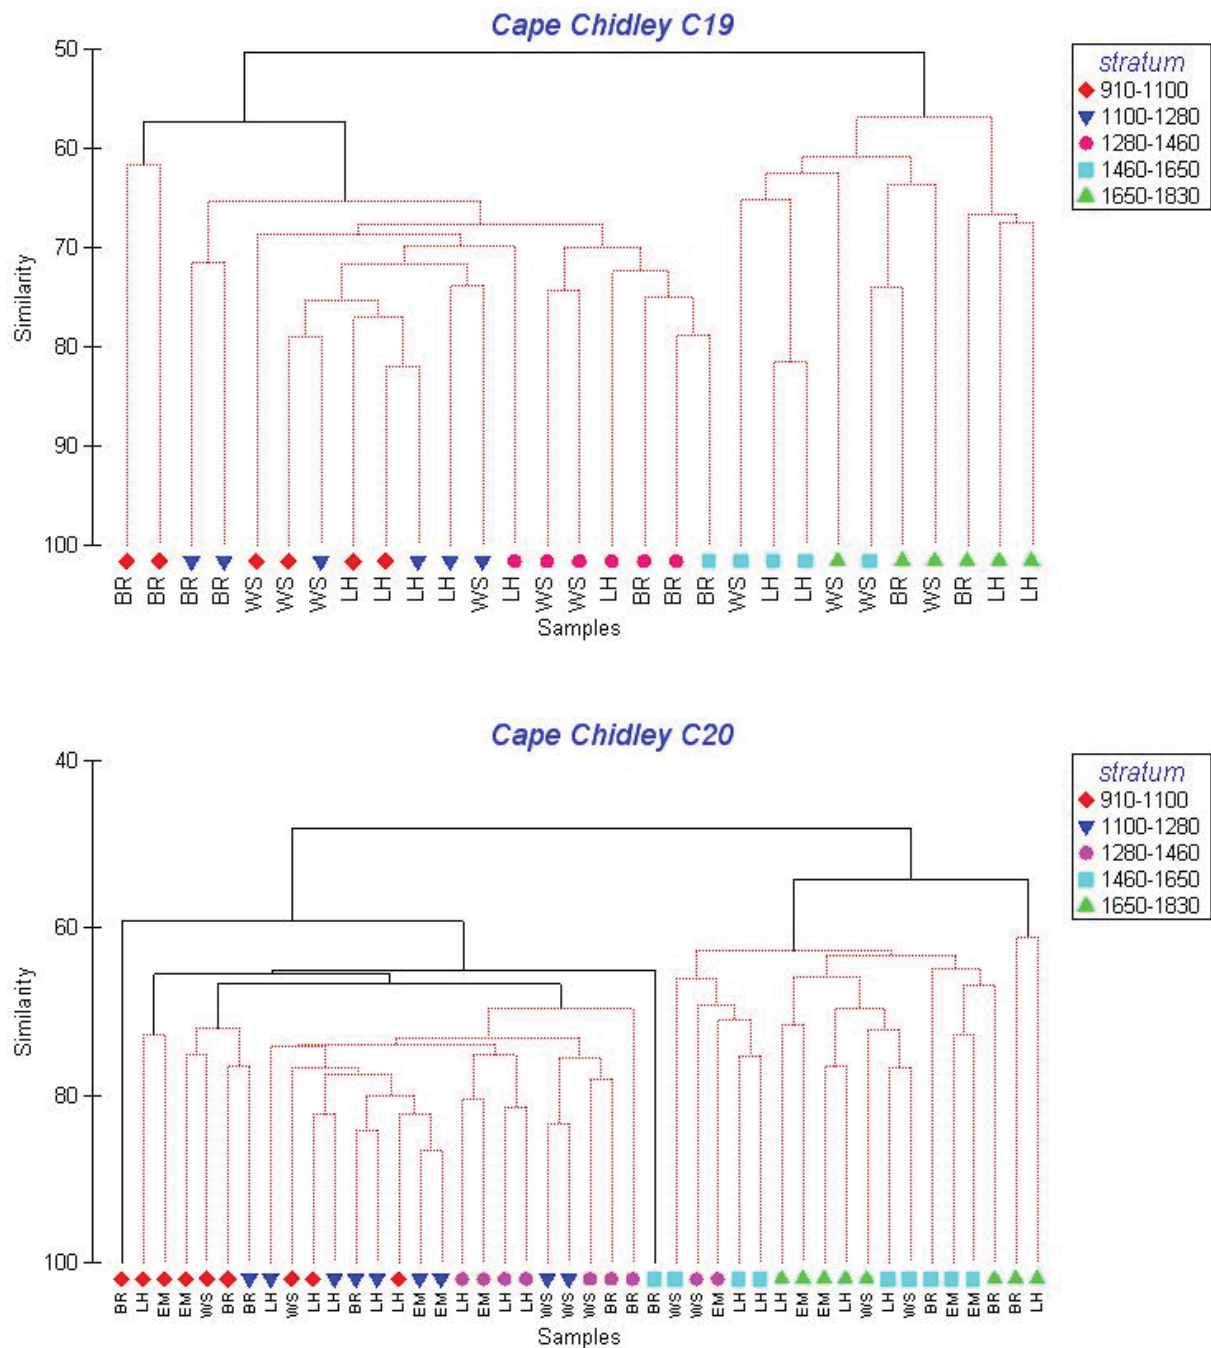 Cape Chidley C19
50
60
70
80
90
100
Similarity
stratum
910-1100
1100-1280
1280-1460
1460-1650
1650-1830
BR BR BR BR WS WS WS LH LH LH LH WS LH WS WS LH BR BR BR WS LH LH WS WS BR WS BR LH LH
Samples
Cape Chidley C20
40
60
80
100
Similarity
stratum
910-1100
1100-1280
1280-1460
1460-1650
1650-1830
BR LH EM EM WS BR BR LH WS LH LH BR LH LH EM EM LH EM LH LH WS WS WS BR BR BR WS WS EM LH LH LH EM EM LH WS LH WS BR EM EM BR BR LH
Samples